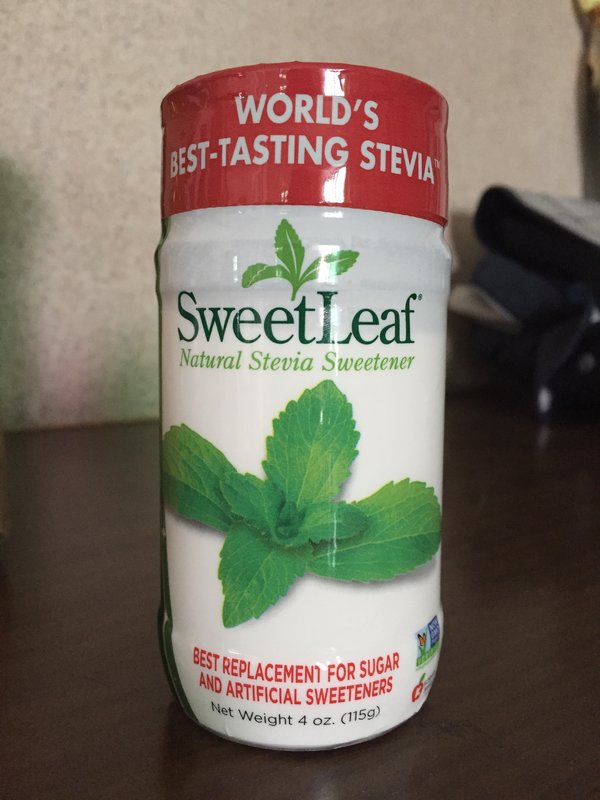 WORLD'S
BEST-TASTING STEVIA™
SweetLeaf®
Natural Stevia Sweetener
BEST REPLACEMENT FOR SUGAR
AND ARTIFICIAL SWEETENERS
Net Weight 4 oz. (115g)